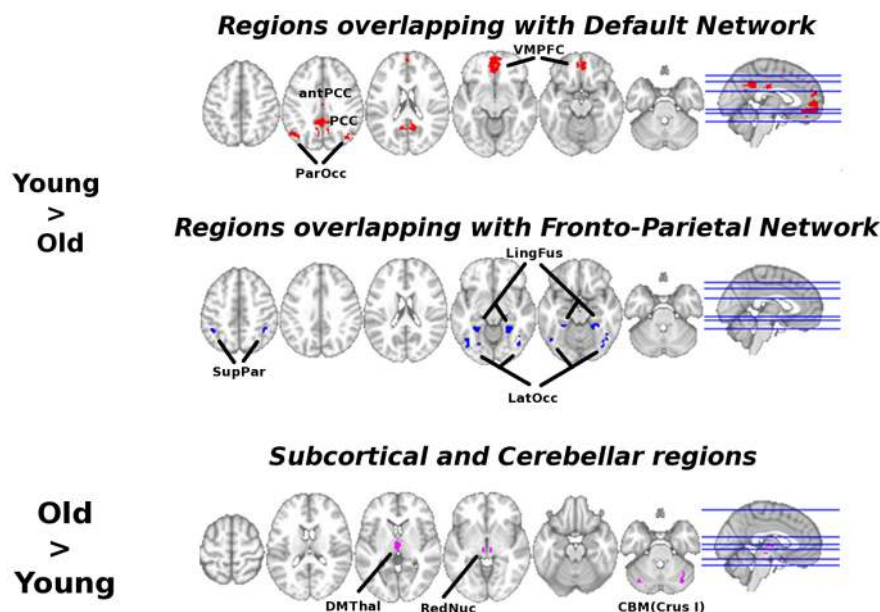 Regions overlapping with Default Network
VMPFC
antPCC
PCC
ParOcc
Young
>
Old
Regions overlapping with Fronto-Parietal Network
LingFus
SupPar
LatOcc
Subcortical and Cerebellar regions
Old
>
Young
DMThal
RedNuc
CBM(Crus I)